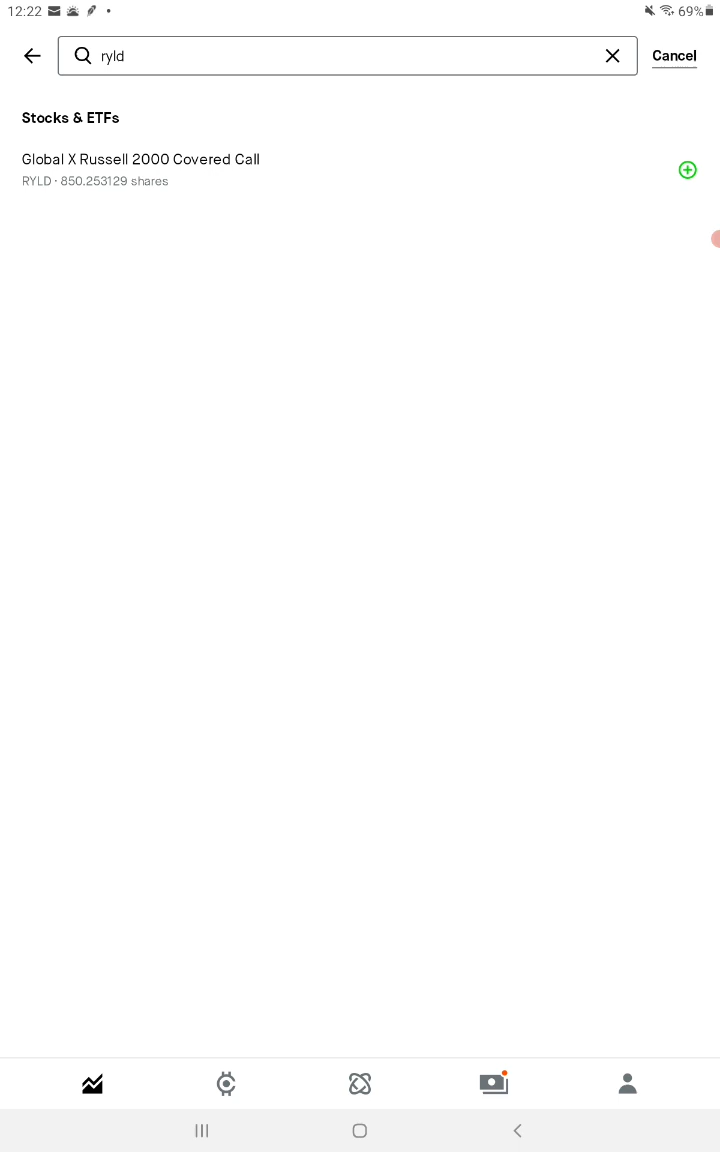 12:22
69%
ryld
Cancel
Stocks & ETFs
Global X Russell 2000 Covered Call
RYLD · 850.253129 shares